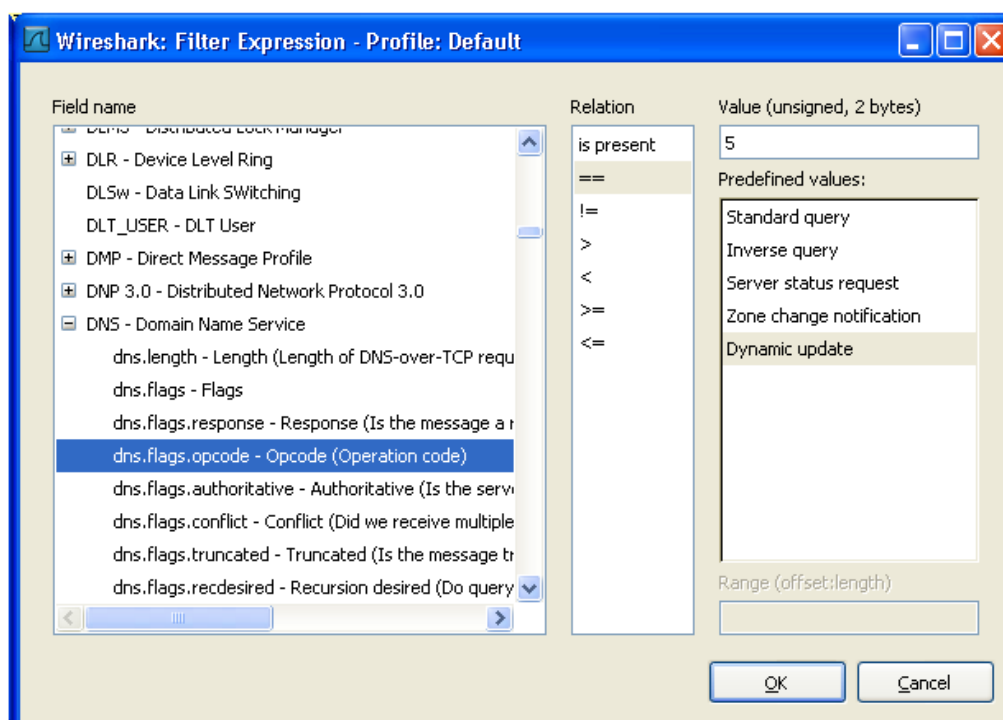 Wireshark: Filter Expression - Profile: Default
Field name
DLMS - Distributed Lock Manager
DLR - Device Level Ring
DLSw - Data Link SWitching
DLT_USER - DLT User
DMP - Direct Message Profile
DNP 3.0 - Distributed Network Protocol 3.0
DNS - Domain Name Service
dns.length - Length (Length of DNS-over-TCP requ
dns.flags - Flags
dns.flags.response - Response (Is the message a r
dns.flags.opcode - Opcode (Operation code)
dns.flags.authoritative - Authoritative (Is the serve
dns.flags.conflict - Conflict (Did we receive multiple
dns.flags.truncated - Truncated (Is the message tr
dns.flags.recdesired - Recursion desired (Do query
Relation
is present
==
!=
>
<
>=
<=
Value (unsigned, 2 bytes)
5
Predefined values:
Standard query
Inverse query
Server status request
Zone change notification
Dynamic update
Range (offset:length)
OK
Cancel